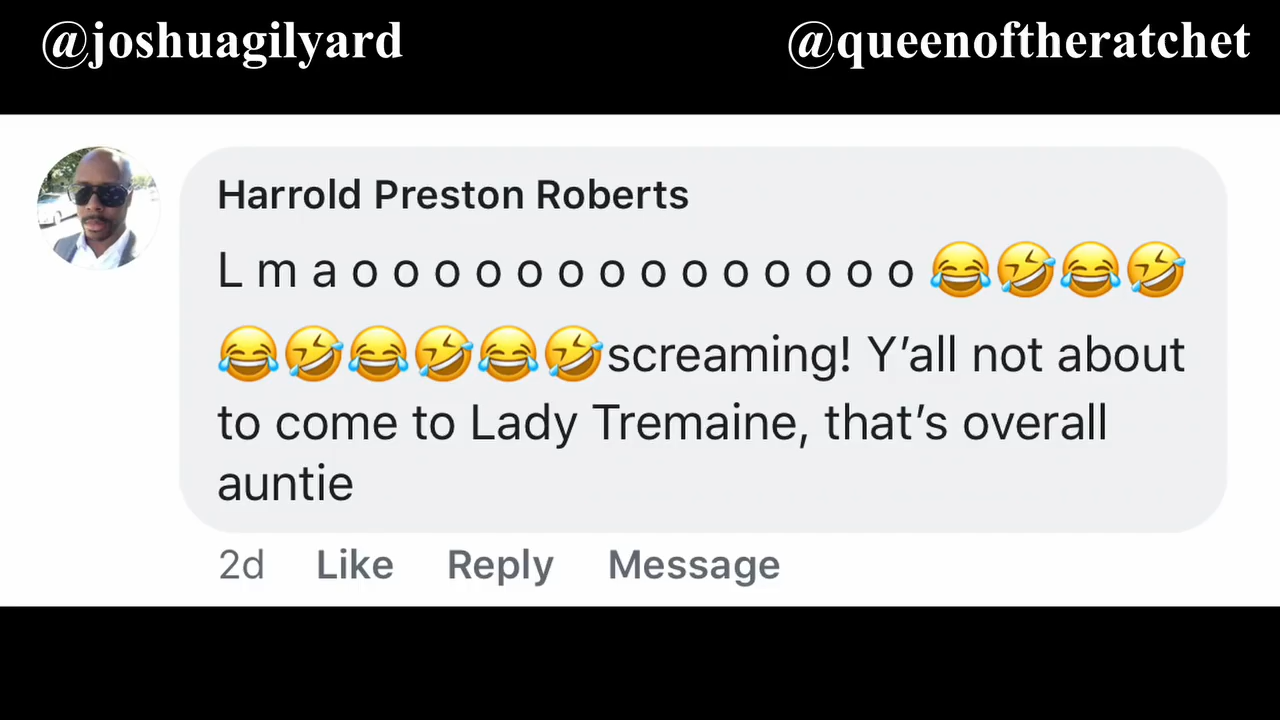 @joshuagilyard @queenoftheratchet
Harrold Preston Roberts
L m a o o o o o o o o o o o o o o 😂🤣😂🤣
😂🤣😂🤣😂🤣screaming! Y’all not about
to come to Lady Tremaine, that’s overall
auntie
2d Like Reply Message